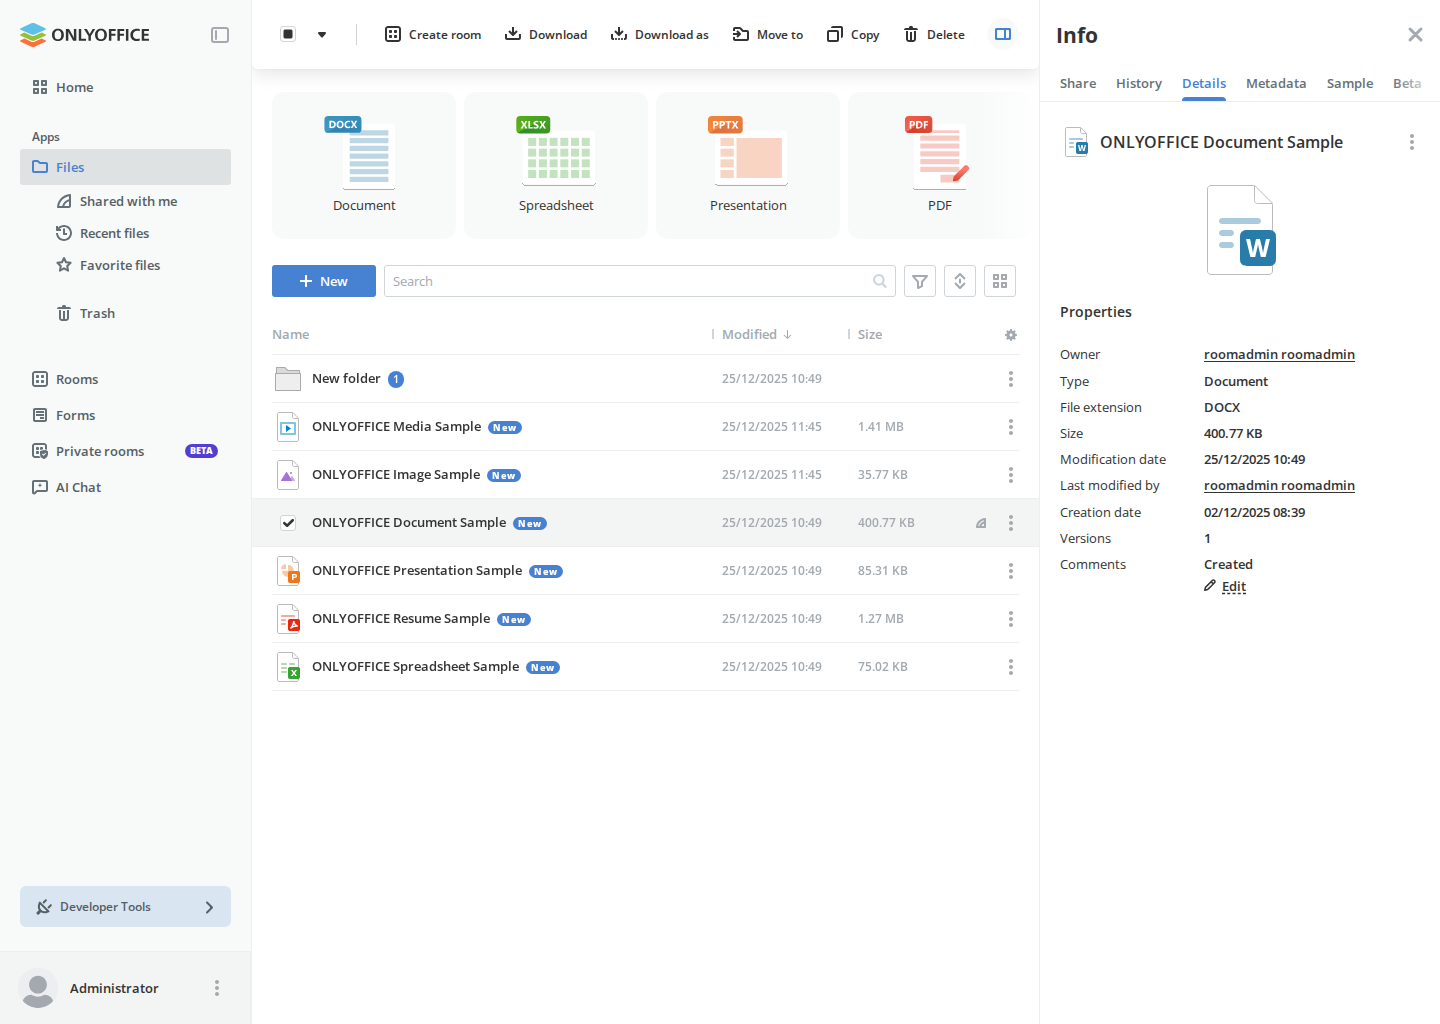 ONLYOFFICE
Home
Apps
Files
Shared with me
Recent files
Favorite files
Trash
Rooms
Forms
Private rooms BETA
AI Chat
Developer Tools
Administrator
Create room Download Download as Move to Copy Delete
DOCX XLSX PPTX PDF
Document Spreadsheet Presentation PDF
New Search
Name Modified Size
New folder 1 25/12/2025 10:49
ONLYOFFICE Media Sample New 25/12/2025 11:45 1.41 MB
ONLYOFFICE Image Sample New 25/12/2025 11:45 35.77 KB
ONLYOFFICE Document Sample New 25/12/2025 10:49 400.77 KB
P ONLYOFFICE Presentation Sample New 25/12/2025 10:49 85.31 KB
ONLYOFFICE Resume Sample New 25/12/2025 10:49 1.27 MB
X ONLYOFFICE Spreadsheet Sample New 25/12/2025 10:49 75.02 KB
Info
Share History Details Metadata Sample Beta
W ONLYOFFICE Document Sample
W
Properties
Owner roomadmin roomadmin
Type Document
File extension DOCX
Size 400.77 KB
Modification date 25/12/2025 10:49
Last modified by roomadmin roomadmin
Creation date 02/12/2025 08:39
Versions 1
Comments Created
Edit